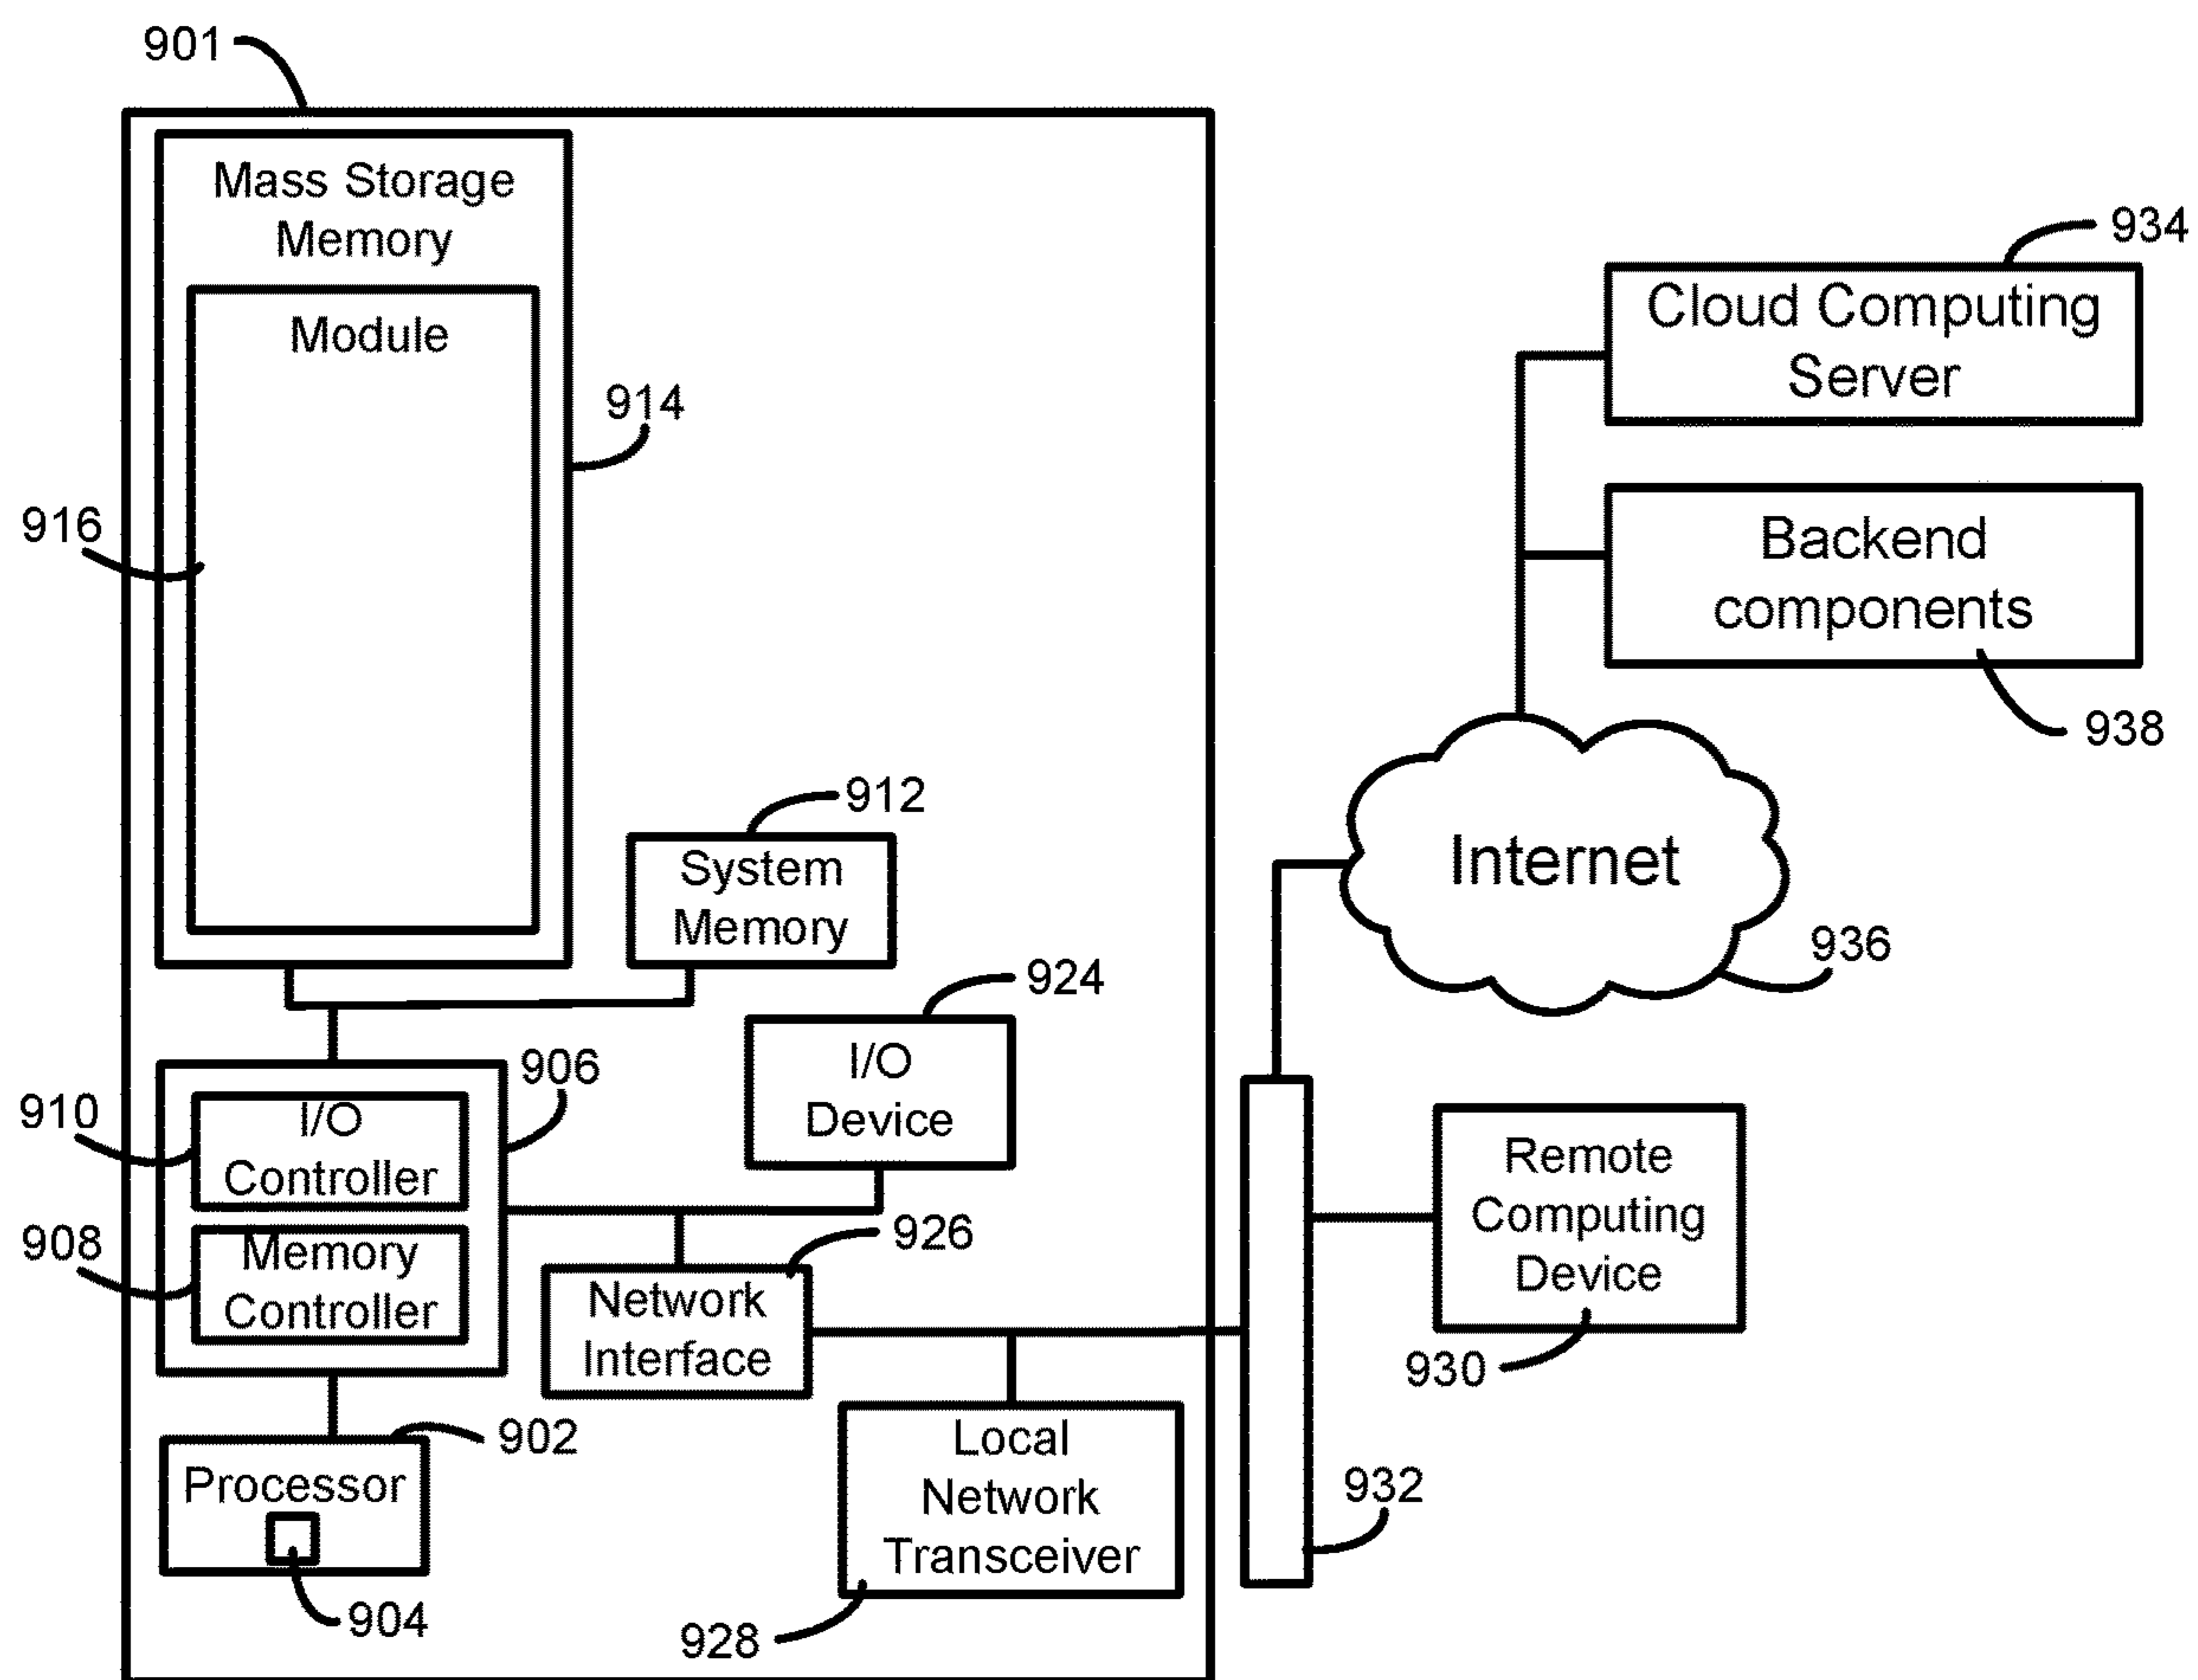 901
Mass Storage
Memory
Module
914
916
912
System
Memory
924
I/O
Device
906
910
I/O
Controller
908
Memory
Controller
926
Network
Interface
902
Processor
904
Local
Network
Transceiver
928
934
Cloud Computing
Server
Backend
components
938
Internet
936
Remote
Computing
Device
930
932